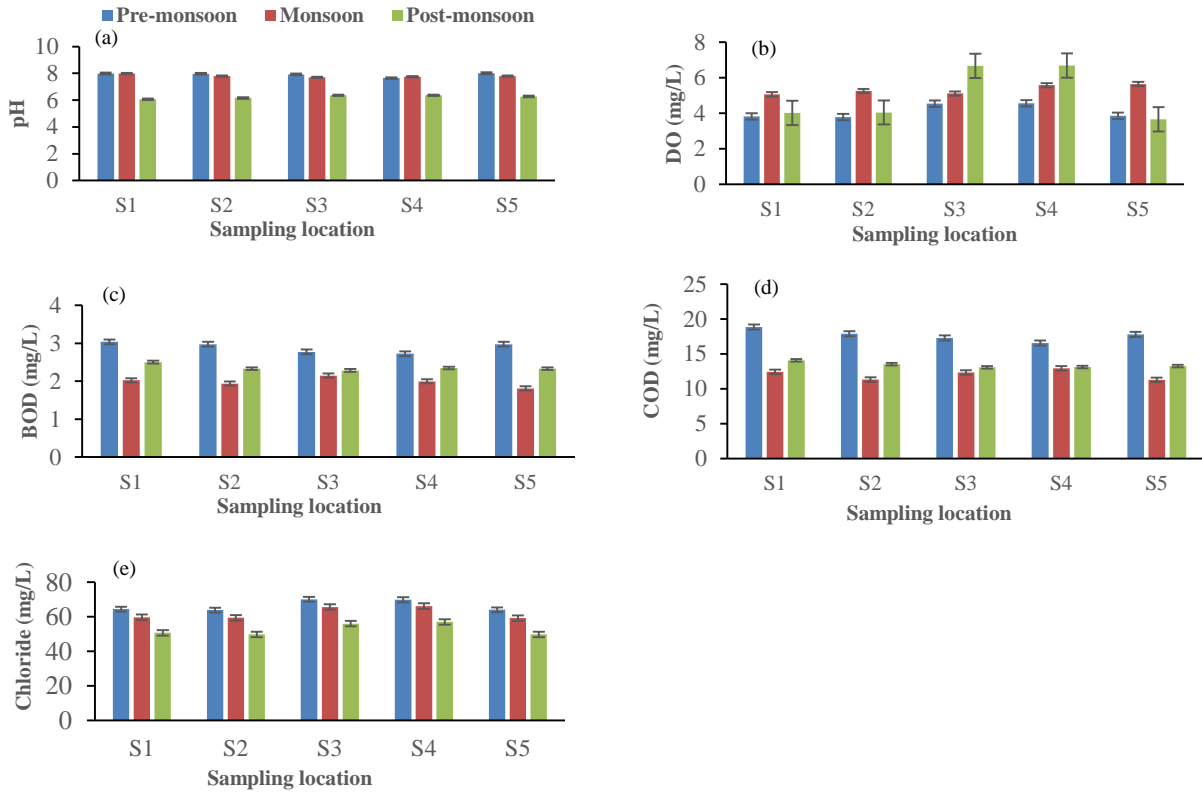 Pre-monsoon Monsoon Post-monsoon
(a)
10
8
6
4
2
0
pH
S1 S2 S3 S4 S5
Sampling location
(b)
8
6
4
2
0
DO (mg/L)
S1 S2 S3 S4 S5
Sampling location
(c)
4
3
2
1
0
BOD (mg/L)
S1 S2 S3 S4 S5
Sampling location
(d)
25
20
15
10
5
0
COD (mg/L)
S1 S2 S3 S4 S5
Sampling location
(e)
80
60
40
20
0
Chloride (mg/L)
S1 S2 S3 S4 S5
Sampling location